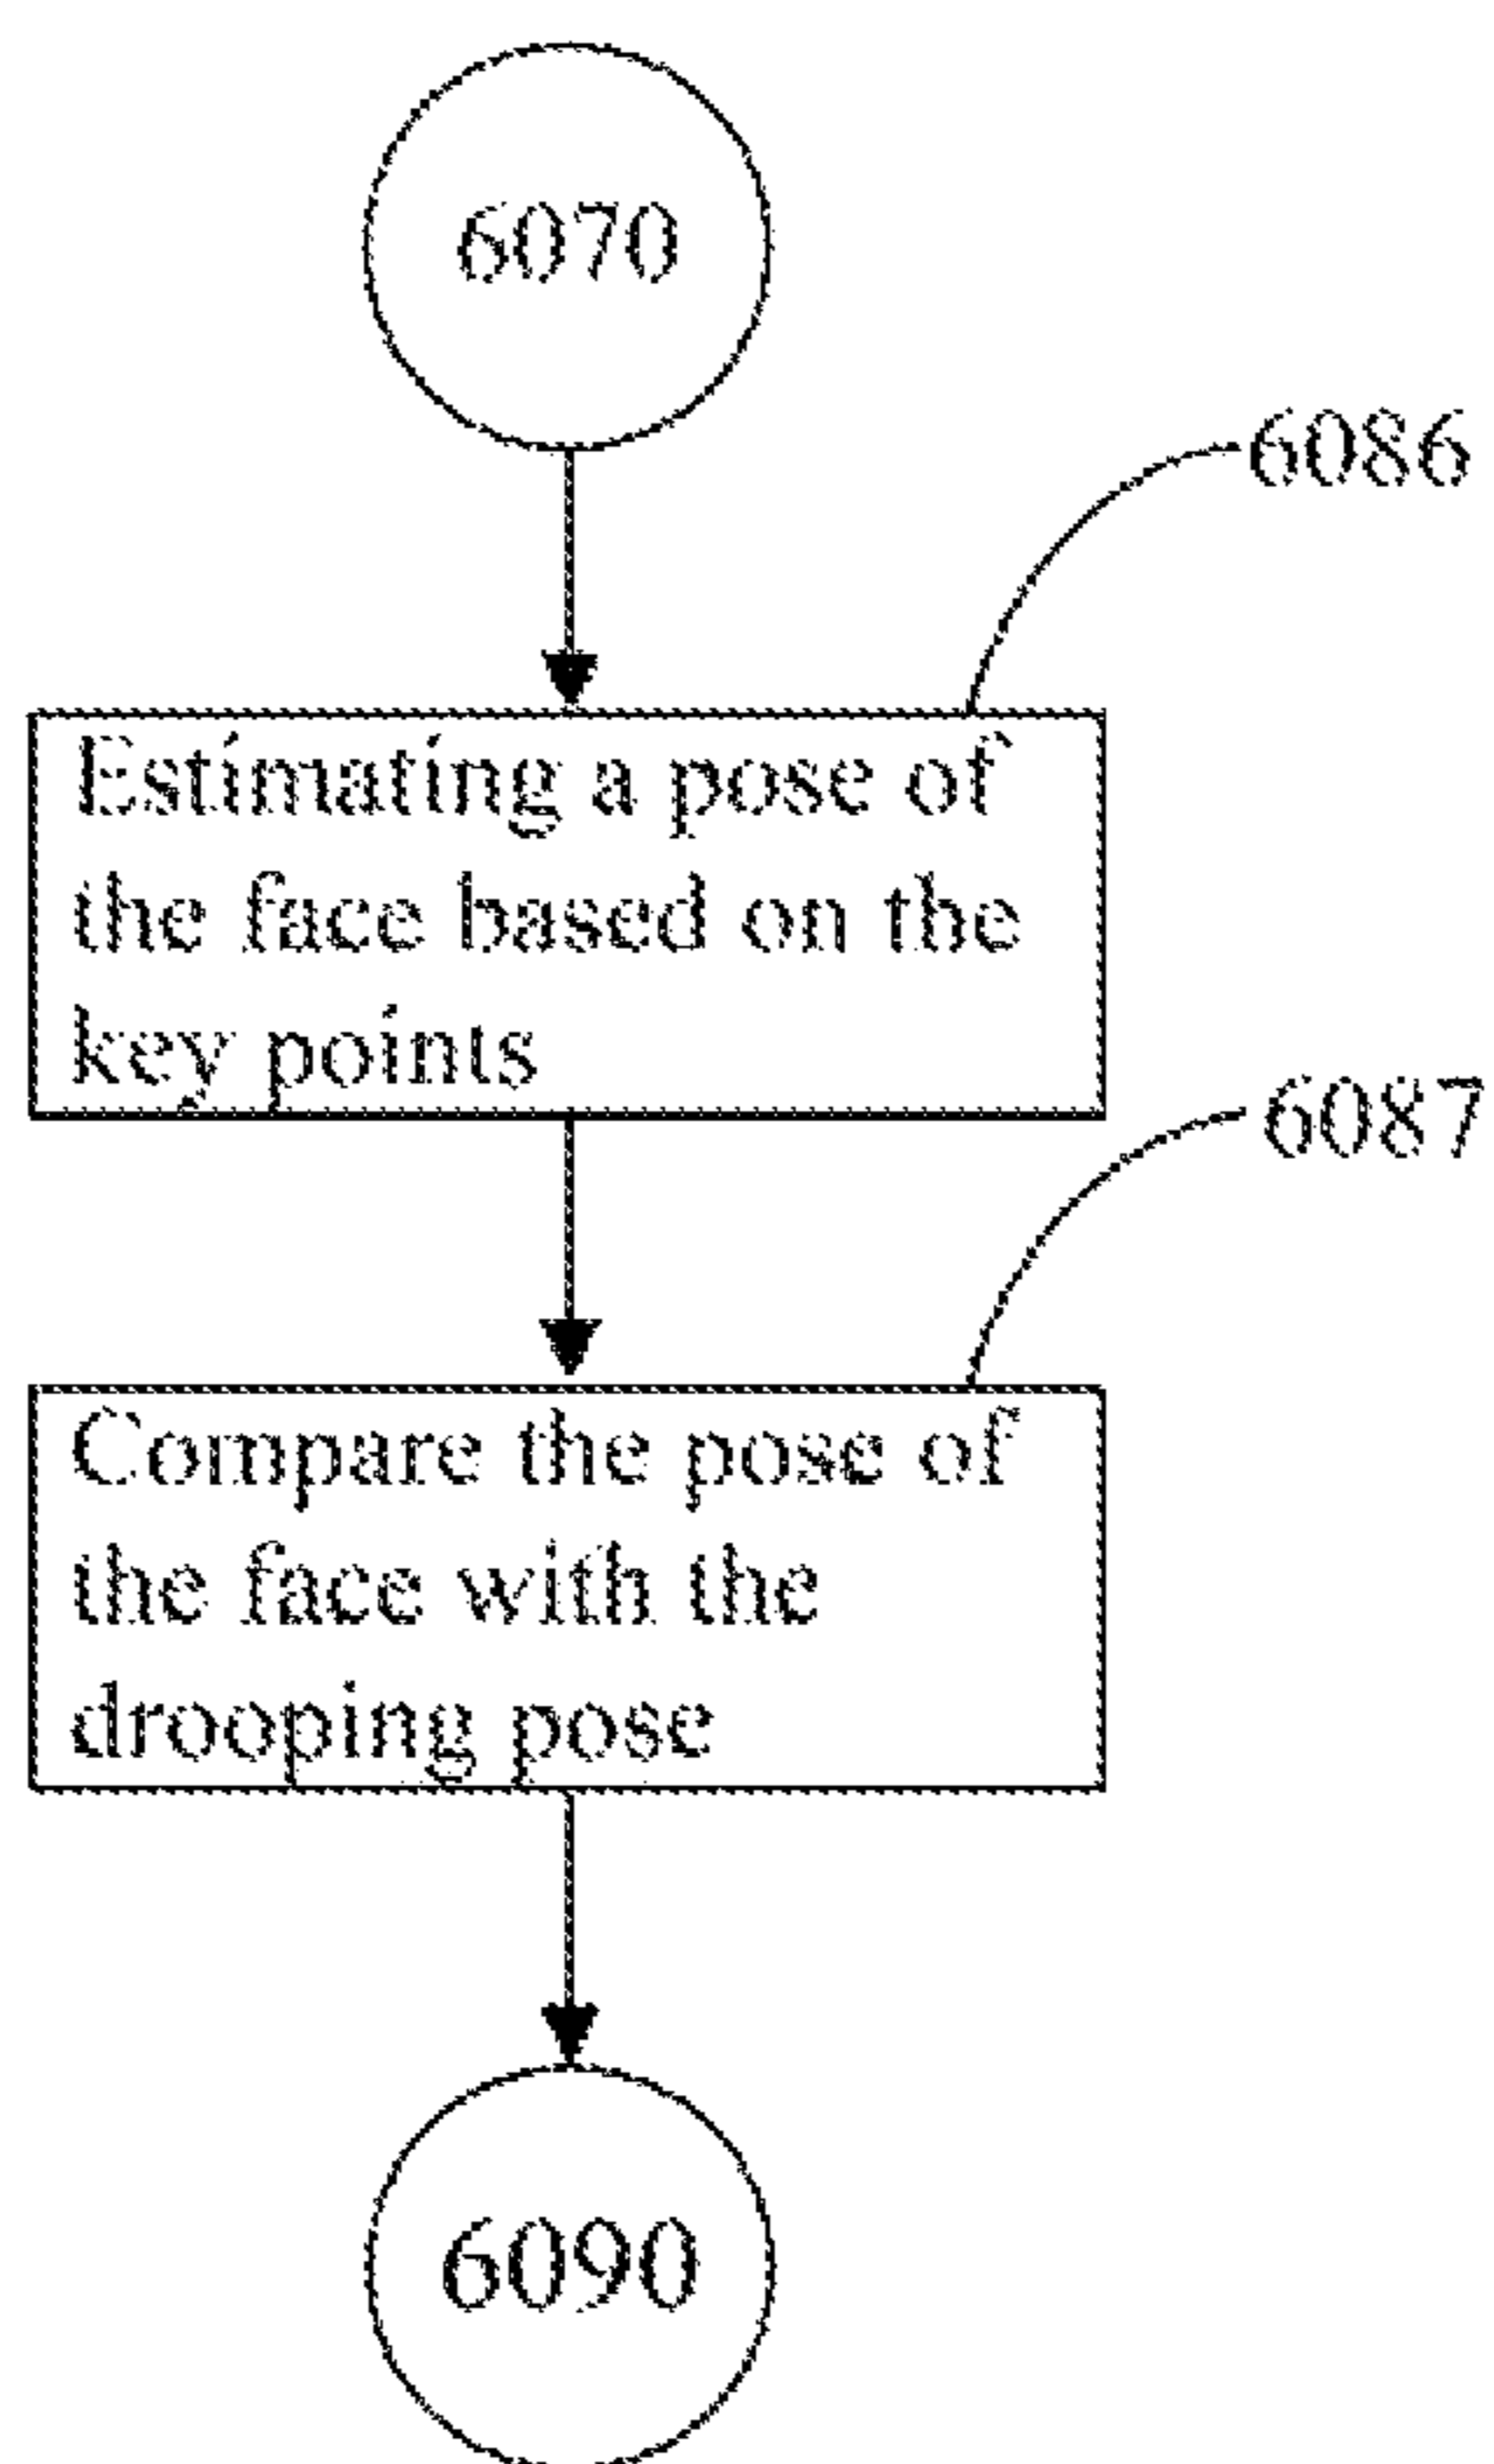 6070
6086
Estimating a pose of
the face based on the
key points
6087
Compare the pose of
the face with the
drooping pose
6090